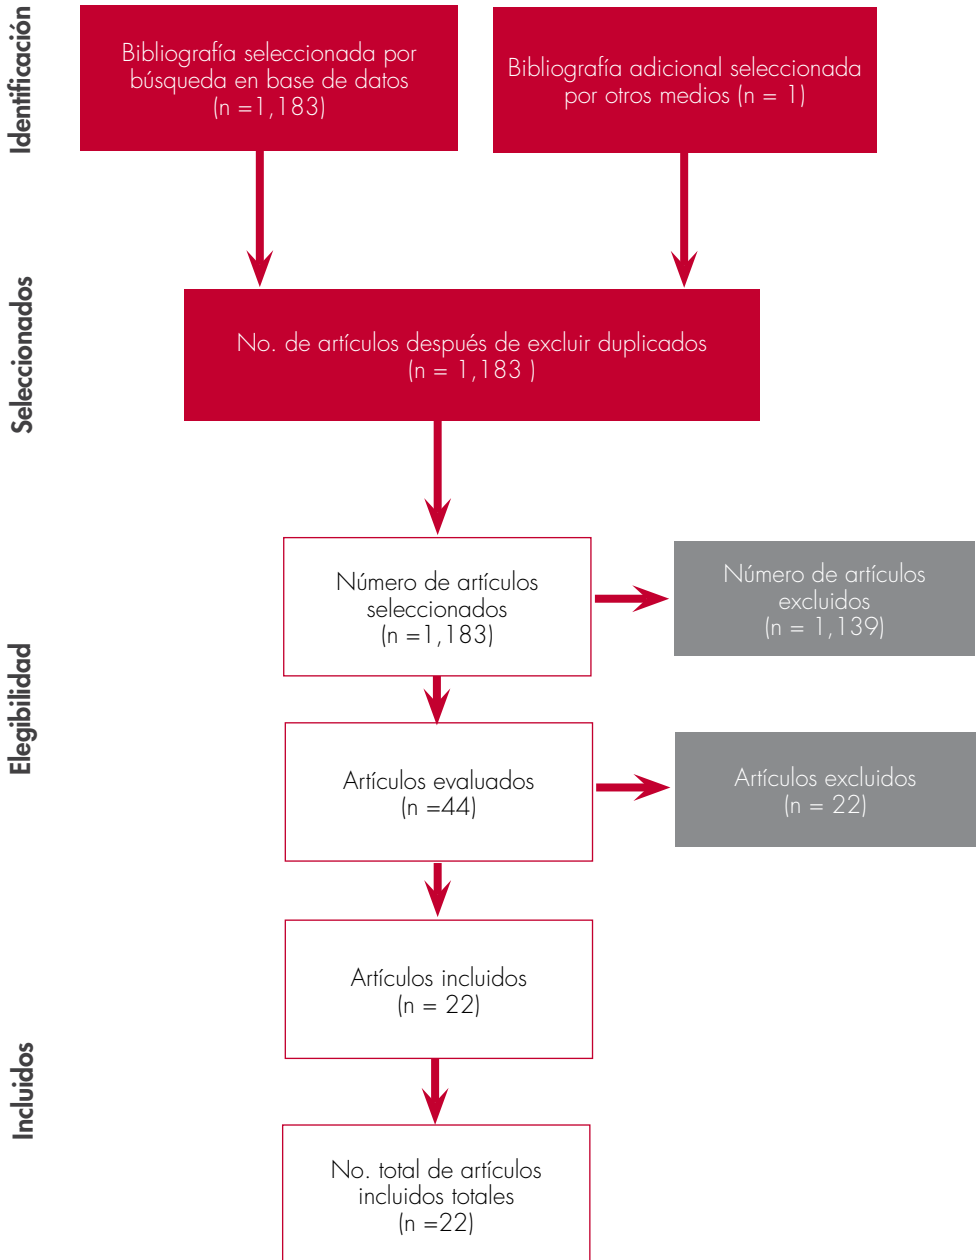 Identificación
Bibliografía seleccionada por
búsqueda en base de datos
(n =1,183)
Bibliografía adicional seleccionada
por otros medios (n = 1)
Seleccionados
No. de artículos después de excluir duplicados
(n = 1,183 )
Elegibilidad
Número de artículos
seleccionados
(n =1,183)
Número de artículos
excluidos
(n = 1,139)
Artículos evaluados
(n =44)
Artículos excluidos
(n = 22)
Incluidos
Artículos incluidos
(n = 22)
No. total de artículos
incluidos totales
(n =22)